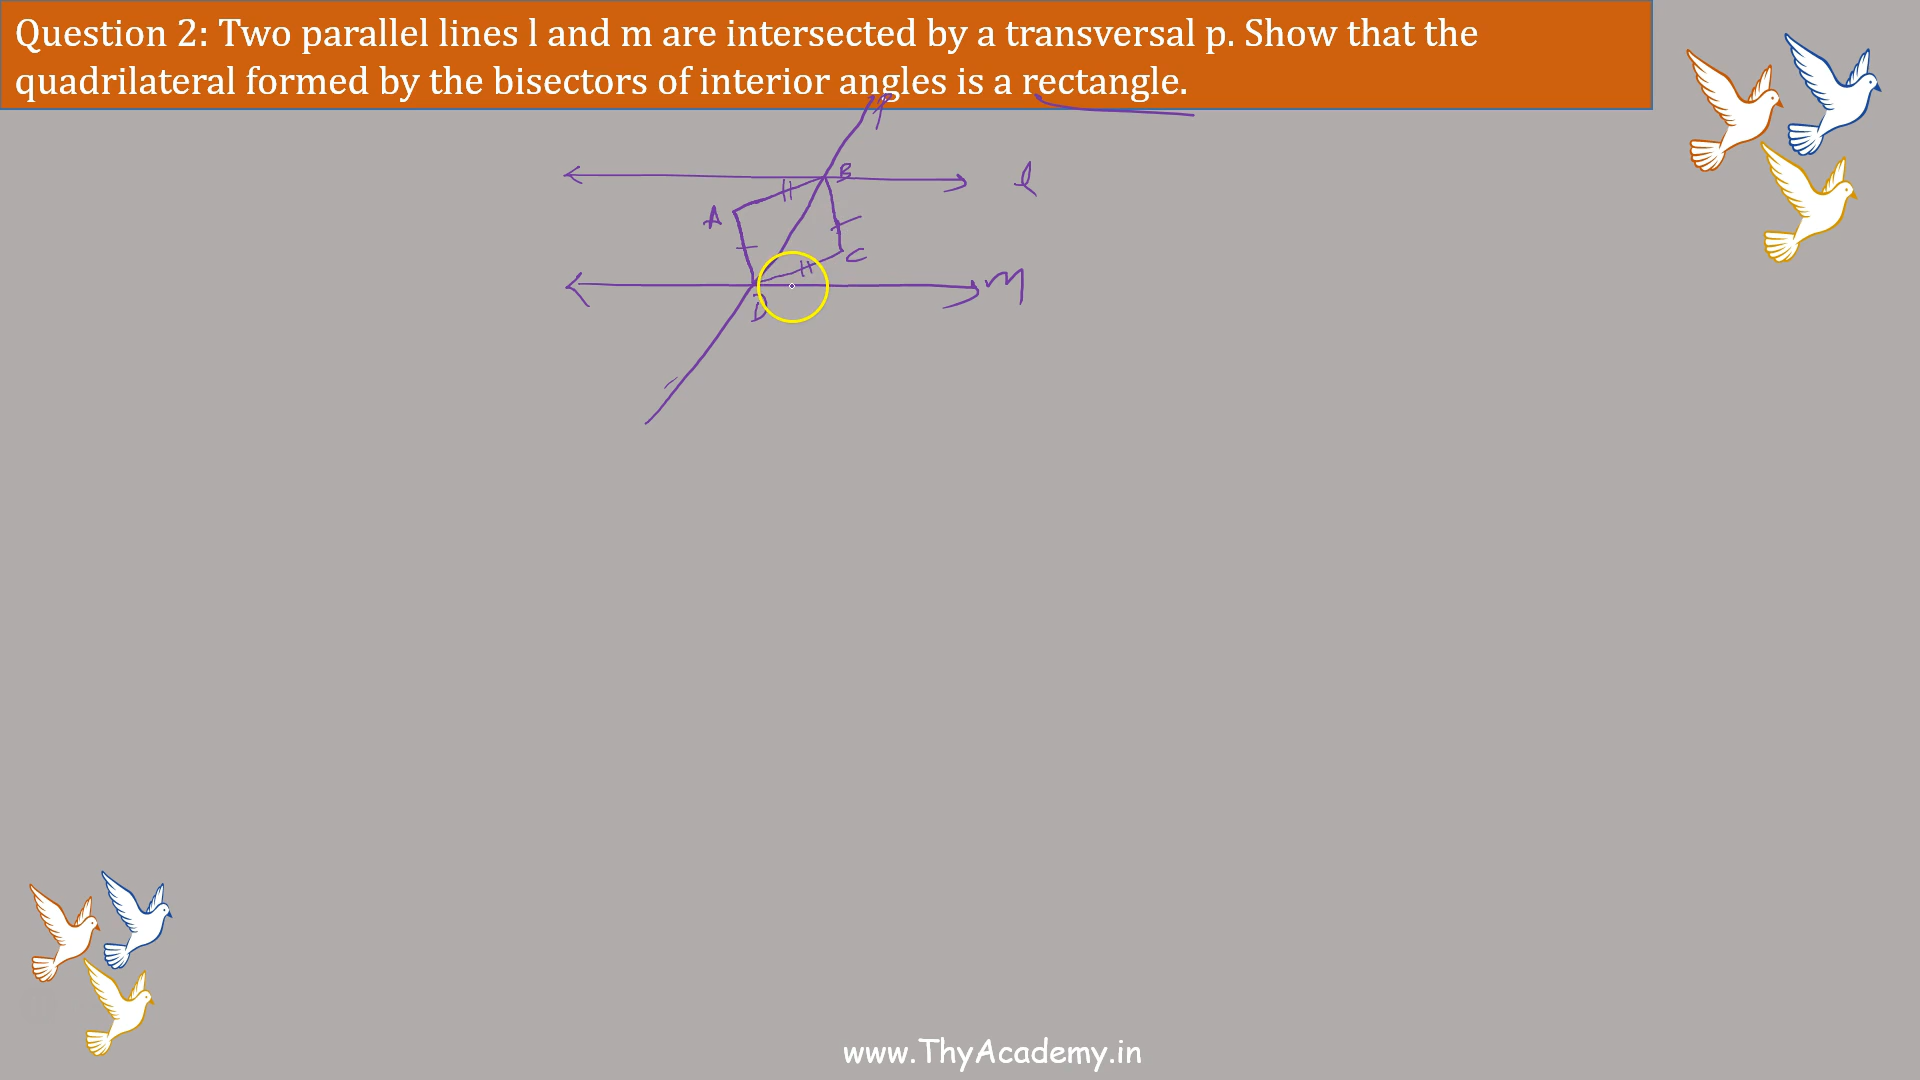 Question 2: Two parallel lines l and m are intersected by a transversal p. Show that the
quadrilateral formed by the bisectors of interior angles is a rectangle.
B
l
A
C
m
D
www.ThyAcademy.in